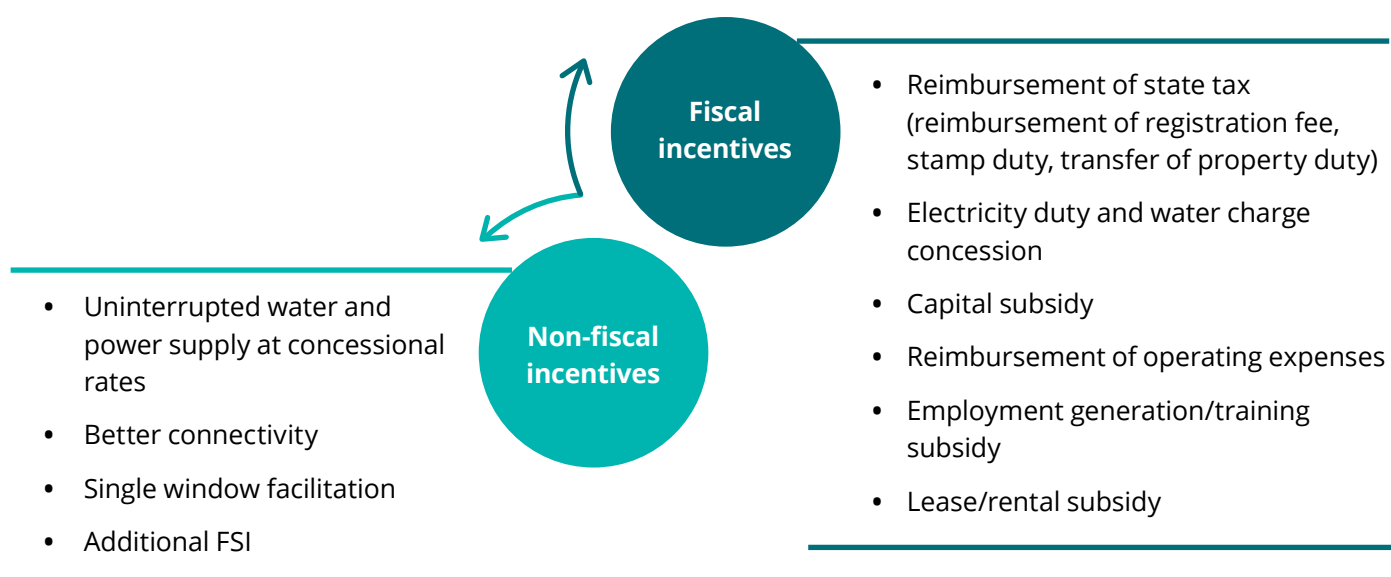 Fiscal
incentives
• Reimbursement of state tax
(reimbursement of registration fee,
stamp duty, transfer of property duty)
• Electricity duty and water charge
concession
• Capital subsidy
• Reimbursement of operating expenses
• Employment generation/training
subsidy
• Lease/rental subsidy
Non-fiscal
incentives
• Uninterrupted water and
power supply at concessional
rates
• Better connectivity
• Single window facilitation
• Additional FSI